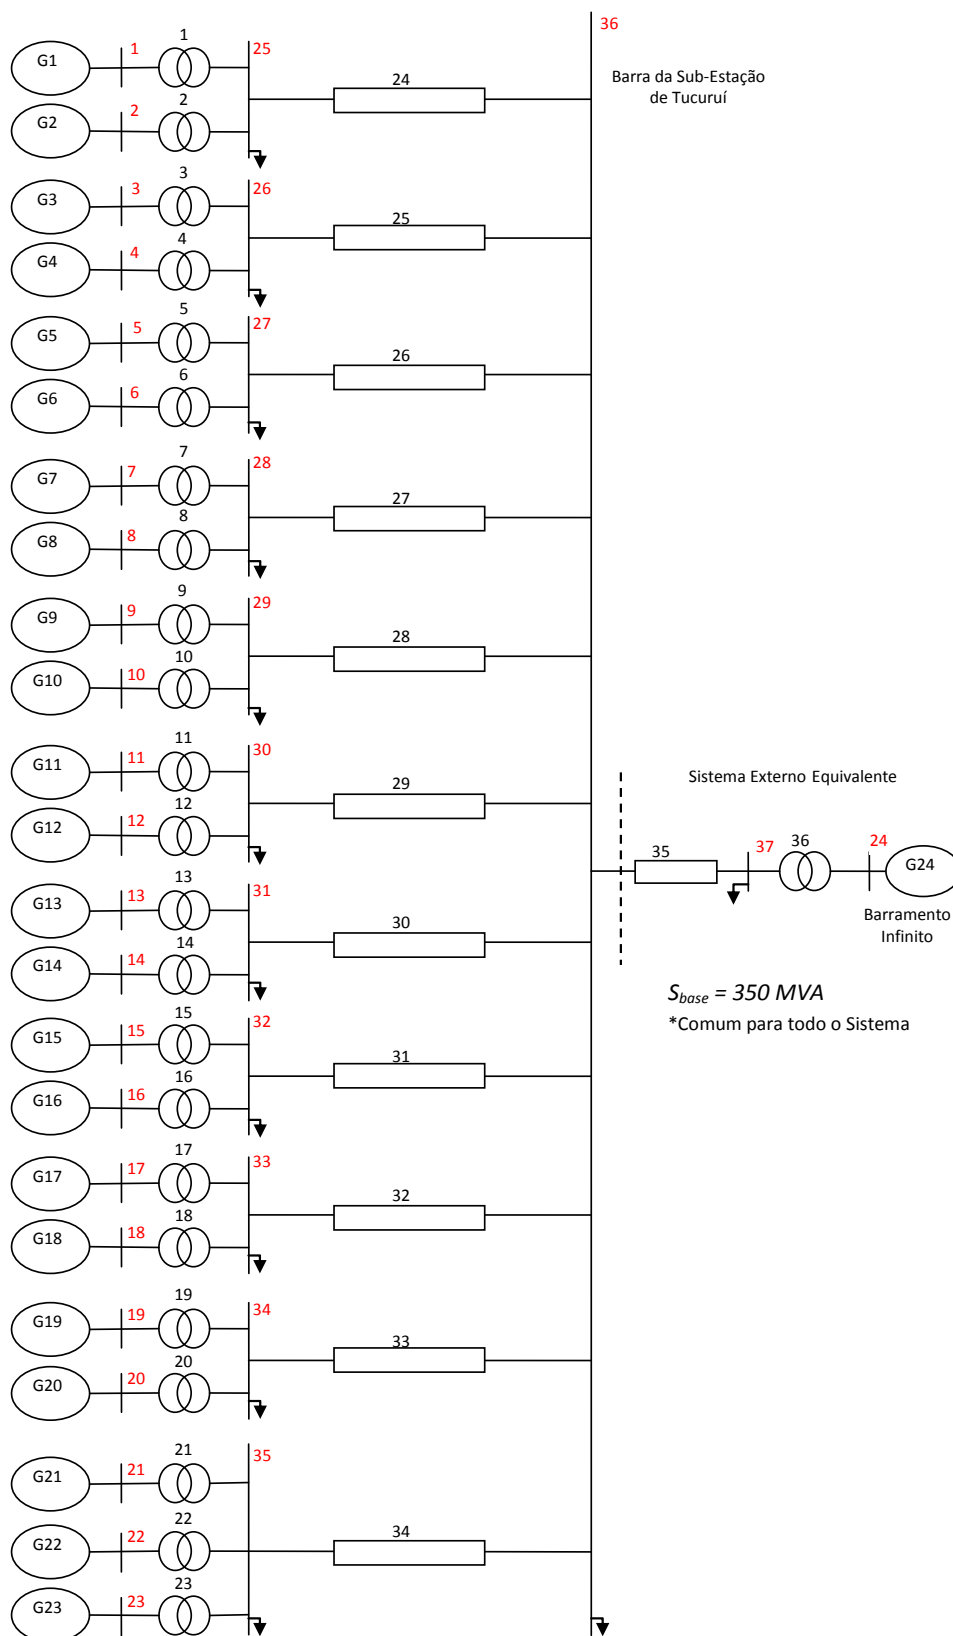 1
25
36
G1
1
24
Barra da Sub-Estação
de Tucuruí
2
G2
2
3
G3
3
26
25
4
G4
4
5
G5
5
27
26
6
G6
6
7
G7
7
28
27
8
G8
8
9
G9
9
29
28
10
G10
10
11
G11
11
30
Sistema Externo Equivalente
29
12
G12
12
35
37
36
24
G24
13
G13
13
31
Barramento
Infinito
30
14
G14
14
S base = 350 MVA
*Comum para todo o Sistema
15
G15
15
32
31
16
G16
16
17
G17
17
33
32
18
G18
18
19
G19
19
34
33
20
G20
20
21
G21
21
35
34
22
G22
22
23
G23
23